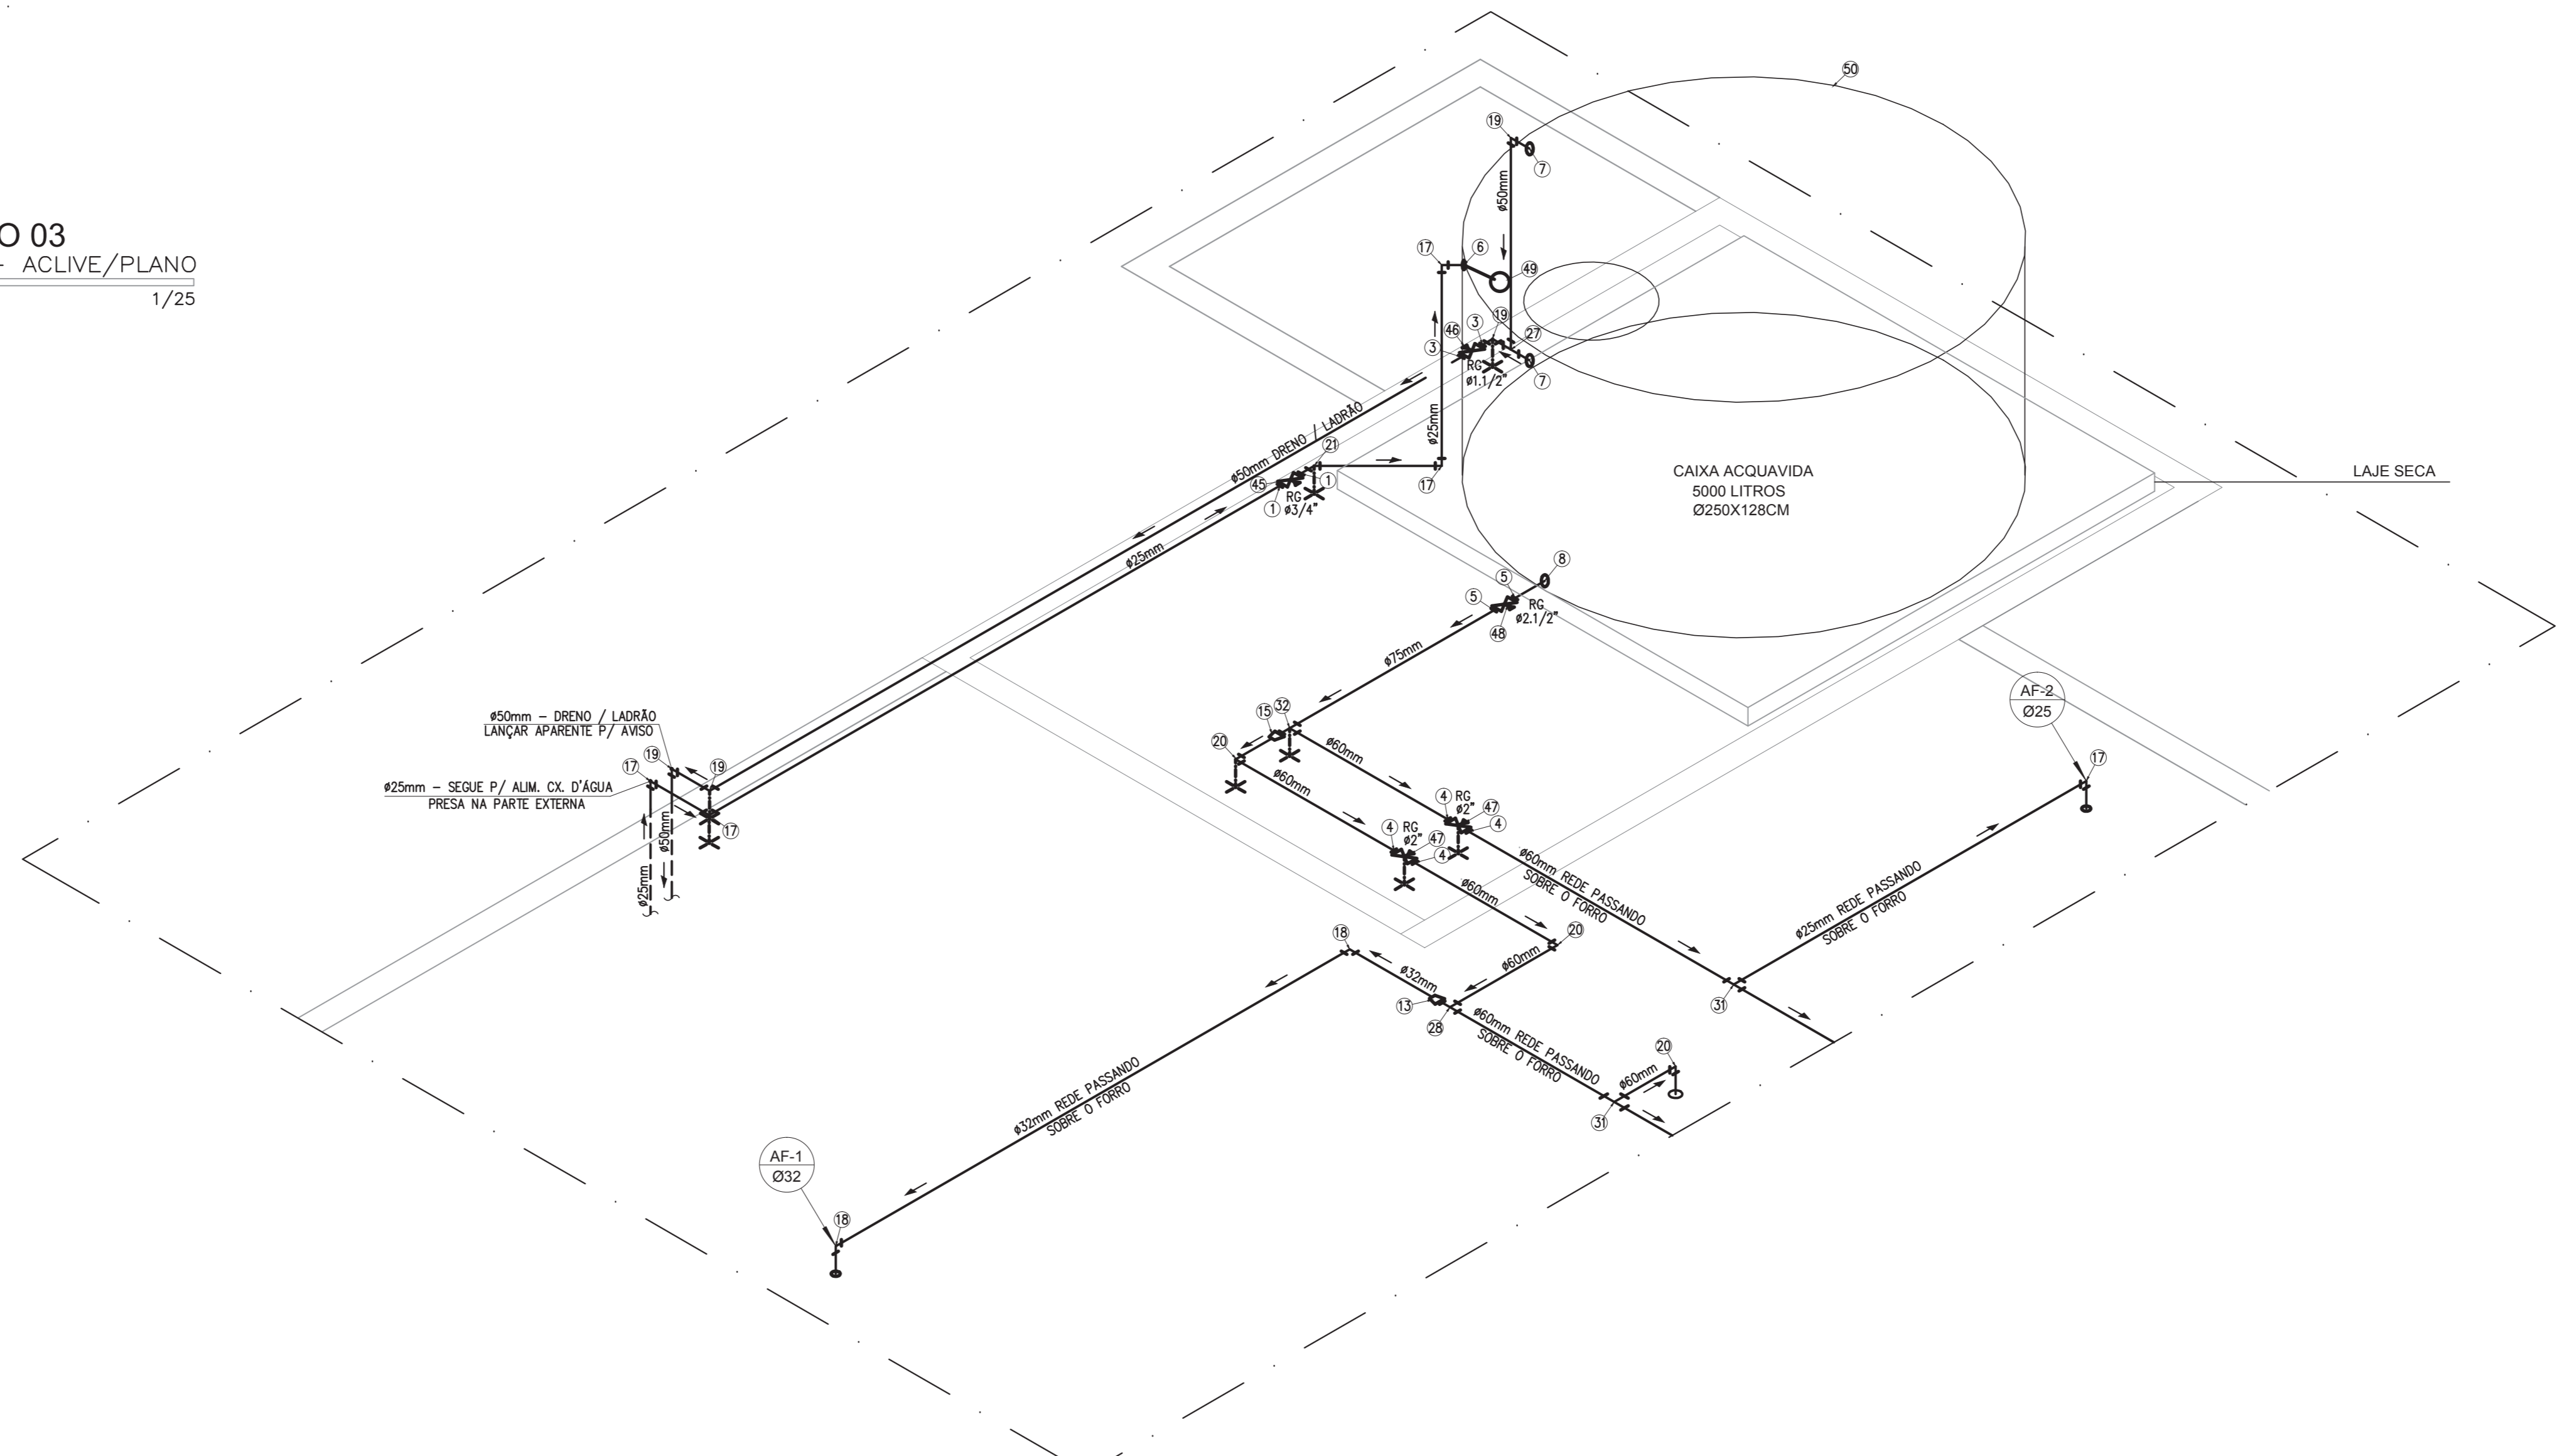 O 03
- ACLIVE/PLANO
1/25
50
19
7
ø50mm
17
6
49
46
3
19
27
3
RG
ø1.1/2"
7
ø25mm
ø50mm DRENO / LADRÃO
21
45
1
17
RG
1
ø3/4"
ø25mm
CAIXA ACQUAVIDA
5000 LITROS
Ø250X128CM
LAJE SECA
8
5
5
RG
ø2.1/2"
48
ø75mm
AF-2
Ø25
17
ø50mm – DRENO / LADRÃO
LANÇAR APARENTE P/ AVISO
15
32
20
ø60mm
ø60mm
19
17
19
ø25mm – SEGUE P/ ALIM. CX. D'ÁGUA
PRESA NA PARTE EXTERNA
17
ø50mm
ø25mm
4
RG
ø2"
47
4
4
RG
ø2"
47
4
ø60mm REDE PASSANDO
SOBRE O FORRO
ø60mm
ø25mm REDE PASSANDO
SOBRE O FORRO
18
20
ø60mm
ø32mm
13
28
31
ø60mm REDE PASSANDO
SOBRE O FORRO
20
ø60mm
31
ø32mm REDE PASSANDO
SOBRE O FORRO
AF-1
Ø32
18